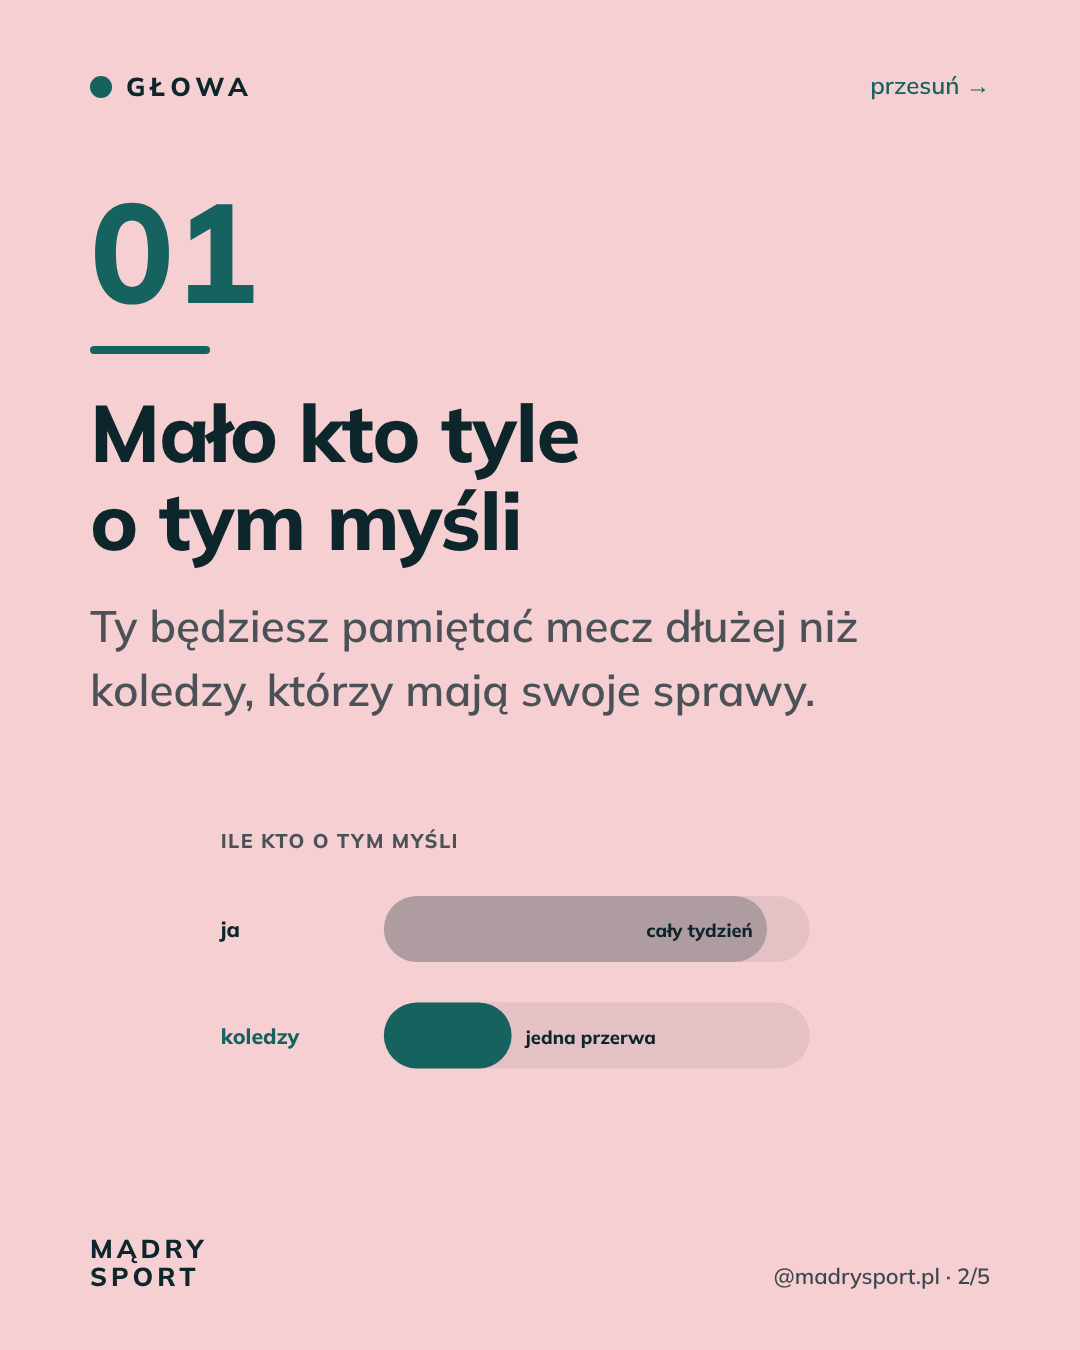 GŁOWA
przesuń →
01
Mało kto tyle
o tym myśli
Ty będziesz pamiętać mecz dłużej niż
koledzy, którzy mają swoje sprawy.
ILE KTO O TYM MYŚLI
ja
cały tydzień
koledzy
jedna przerwa
MĄDRY
SPORT
@madrysport.pl · 2/5